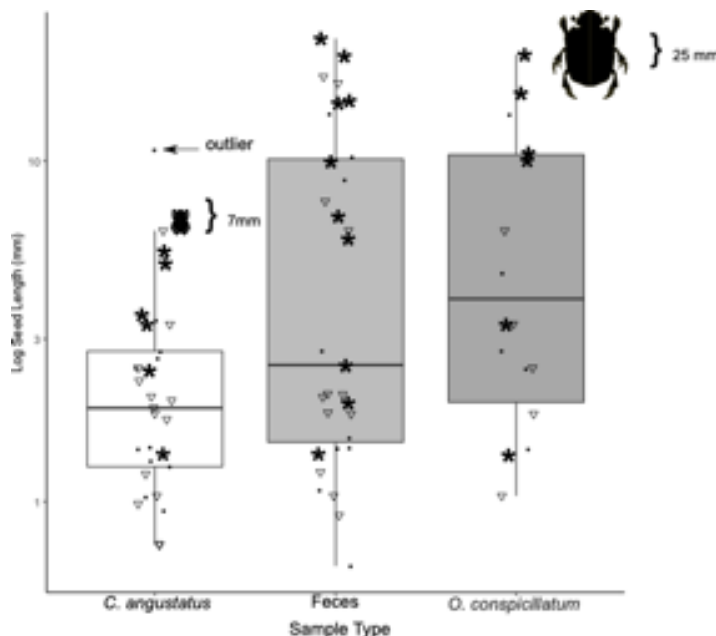 Log Seed Length (mm)
10
3
1
outlier
} 7mm
} 25 mm
C. angustatus
Feces
O. conspicillatum
Sample Type